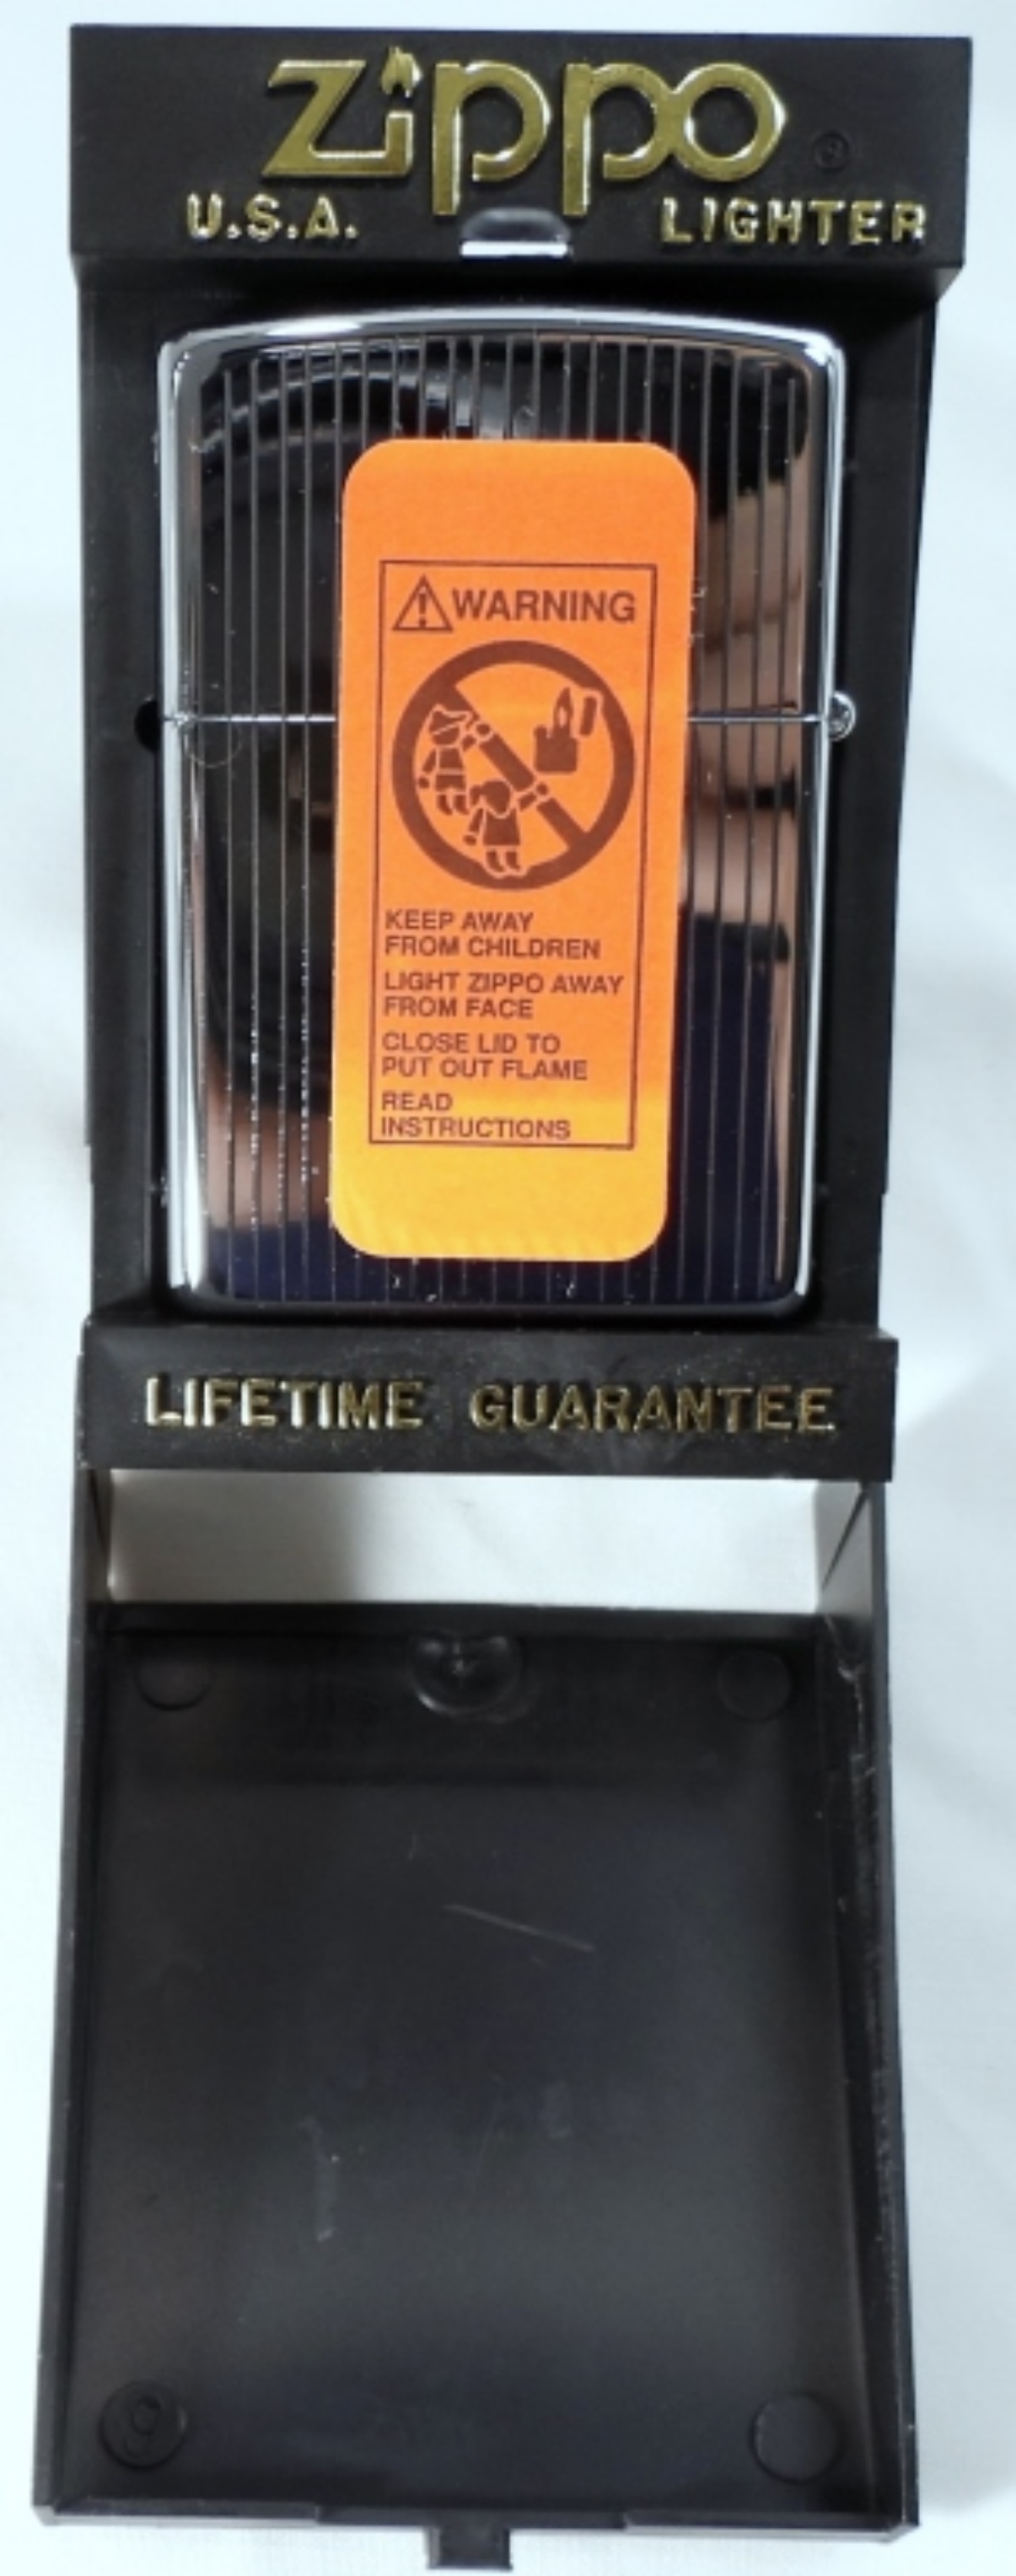 Zippo ®
U.S.A. LIGHTER
WARNING
KEEP AWAY
FROM CHILDREN
LIGHT ZIPPO AWAY
FROM FACE
CLOSE LID TO
PUT OUT FLAME
READ
INSTRUCTIONS
LIFETIME GUARANTEE
9